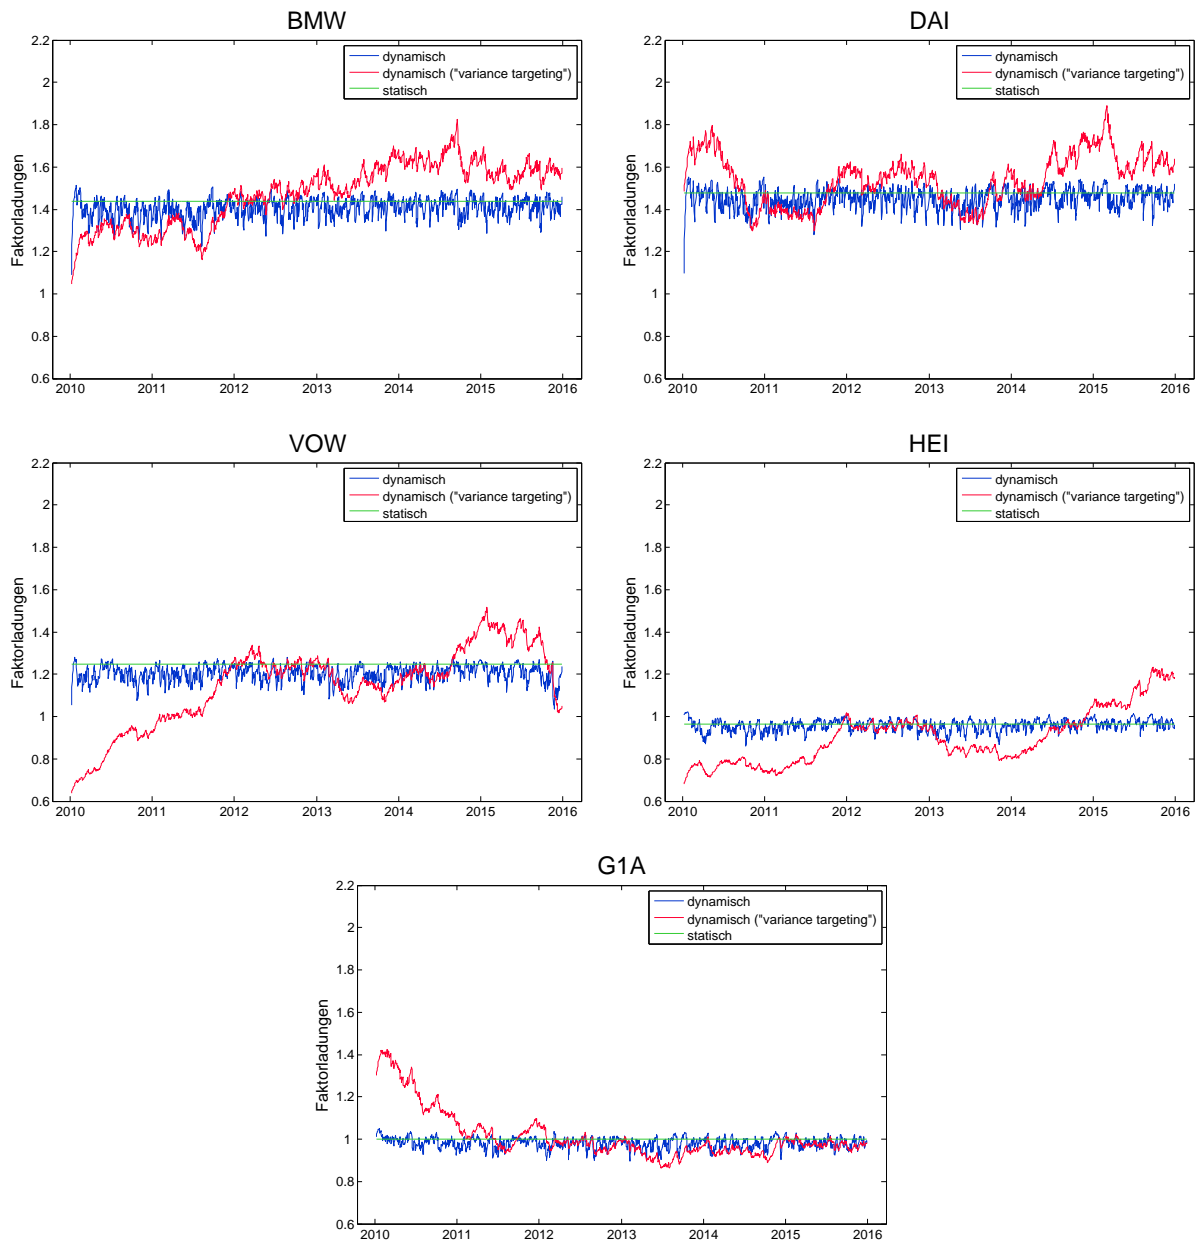 BMW
DAI
2.2
2
1.8
1.6
1.4
1.2
1
0.8
0.6
Faktorladungen
dynamisch
dynamisch ("variance targeting")
statisch
2010 2011 2012 2013 2014 2015 2016
2.2
2
1.8
1.6
1.4
1.2
1
0.8
0.6
Faktorladungen
dynamisch
dynamisch ("variance targeting")
statisch
2010 2011 2012 2013 2014 2015 2016
VOW
HEI
2.2
2
1.8
1.6
1.4
1.2
1
0.8
0.6
Faktorladungen
dynamisch
dynamisch ("variance targeting")
statisch
2010 2011 2012 2013 2014 2015 2016
2.2
2
1.8
1.6
1.4
1.2
1
0.8
0.6
Faktorladungen
dynamisch
dynamisch ("variance targeting")
statisch
2010 2011 2012 2013 2014 2015 2016
G1A
2.2
2
1.8
1.6
1.4
1.2
1
0.8
0.6
Faktorladungen
dynamisch
dynamisch ("variance targeting")
statisch
2010 2011 2012 2013 2014 2015 2016